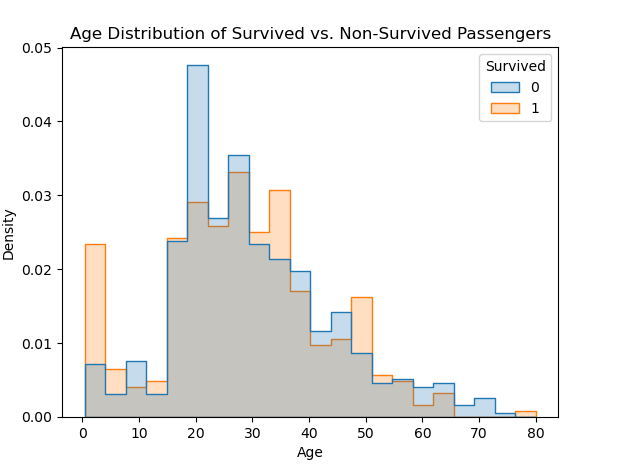 Age Distribution of Survived vs. Non-Survived Passengers
Survived
0
1
0.05
0.04
0.03
0.02
0.01
0.00
Density
0 10 20 30 40 50 60 70 80
Age